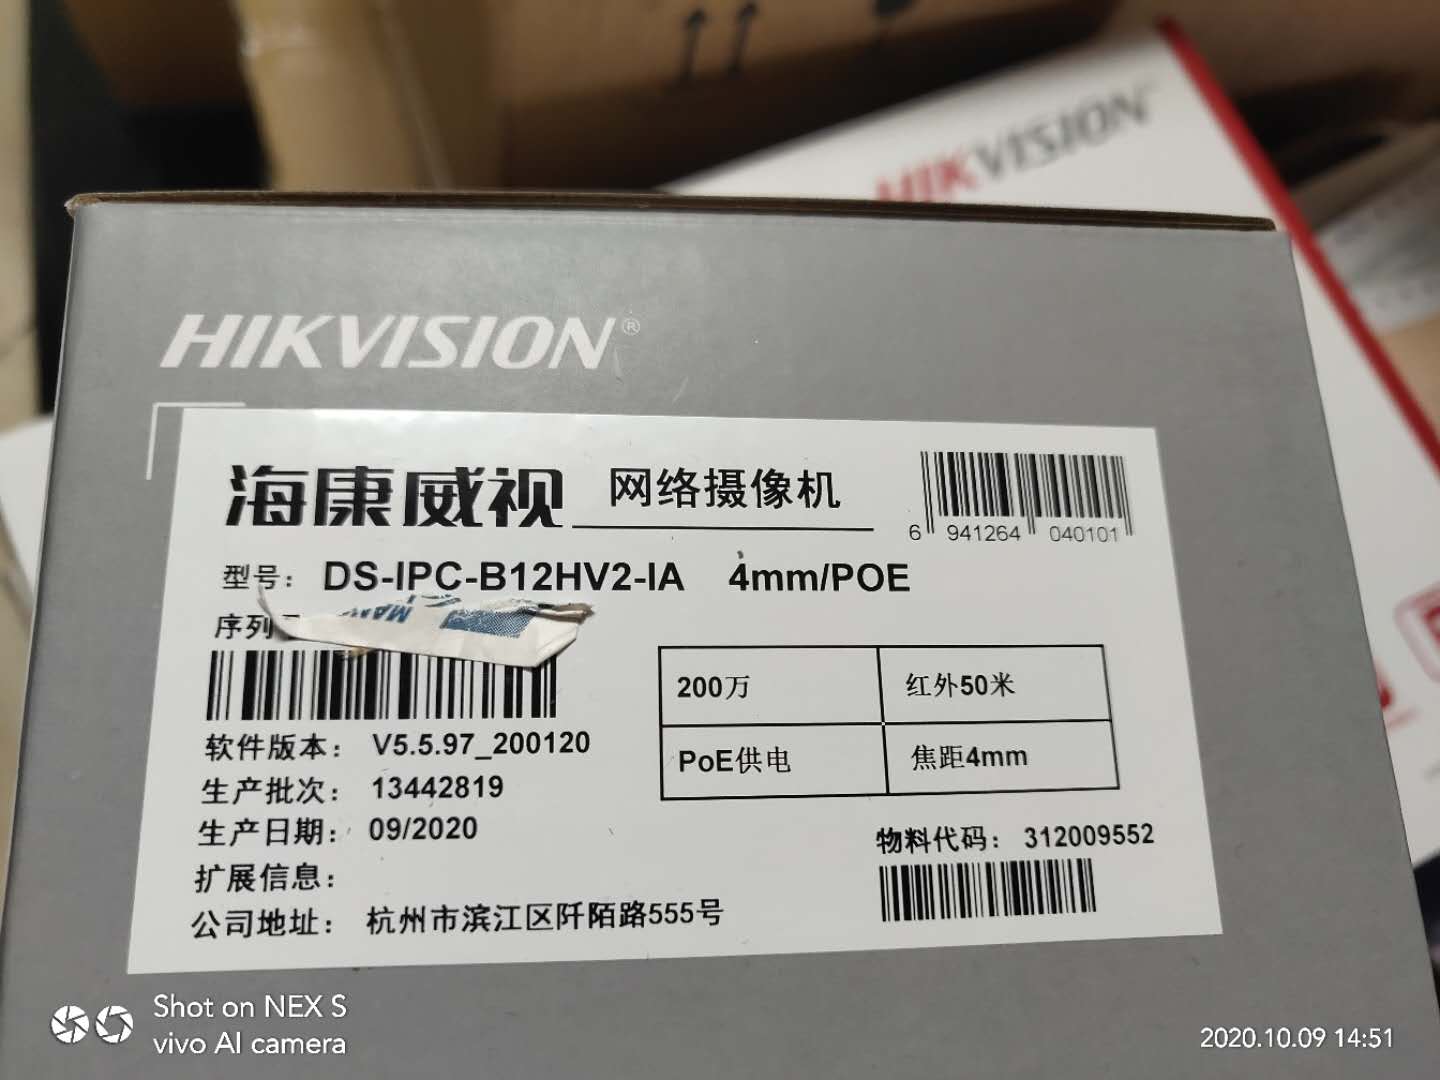 HIKVISION
HIKVISION®
海康威视 网络摄像机
6 941264 040101
型号: DS-IPC-B12HV2-IA 4mm/POE
序列
200万 红外50米
PoE供电 焦距4mm
软件版本: V5.5.97_200120
生产批次: 13442819
生产日期: 09/2020
物料代码: 312009552
扩展信息:
公司地址: 杭州市滨江区阡陌路555号
Shot on NEX S
vivo AI camera
2020.10.09 14:51